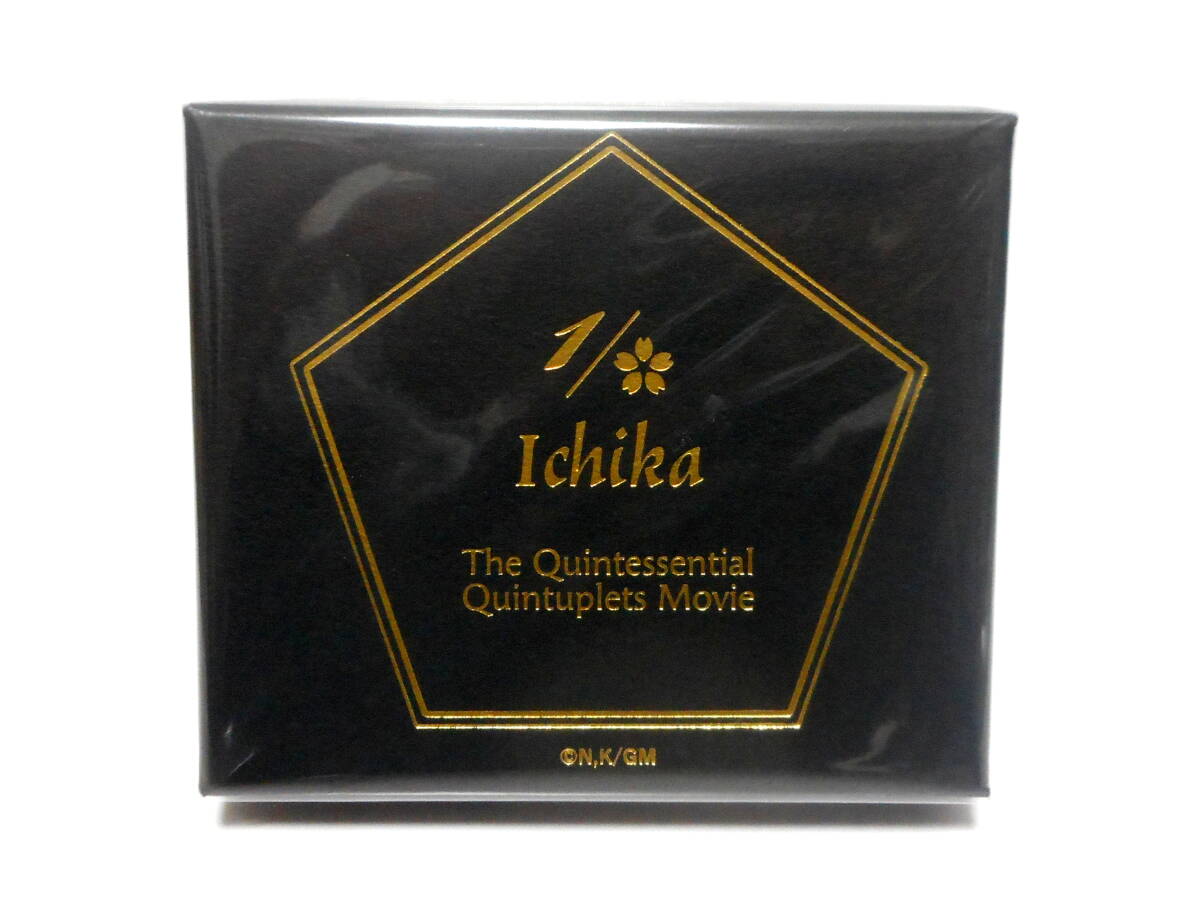 1/
Ichika
The Quintessential
Quintuplets Movie
©N,K/GM